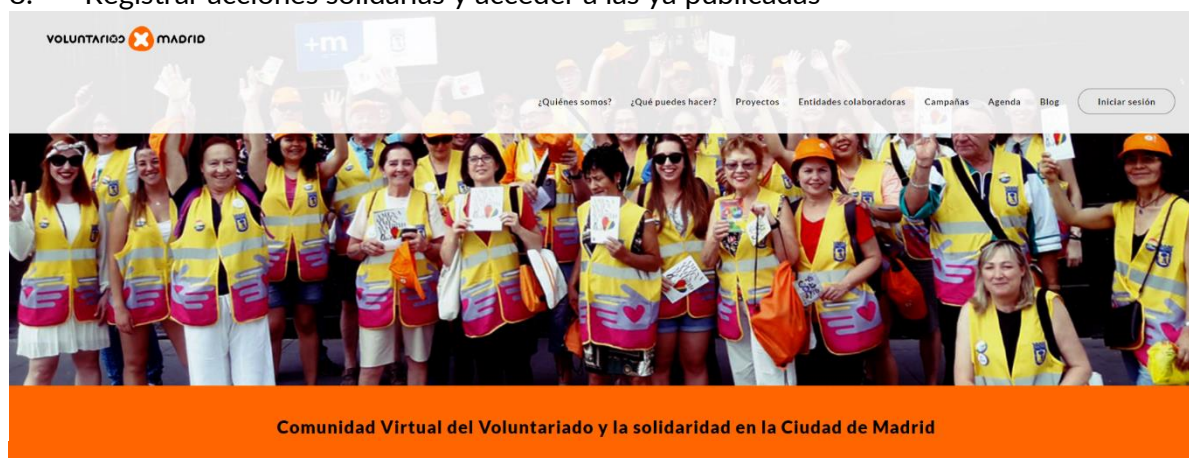 Registrar acciones solidarias y acceder a las ya publicadas
VOLUNTARIOS MADRID
+m
¿Quiénes somos? ¿Qué puedes hacer? Proyectos Entidades colaboradoras Campañas Agenda Blog Iniciar sesión
Comunidad Virtual del Voluntariado y la solidaridad en la Ciudad de Madrid